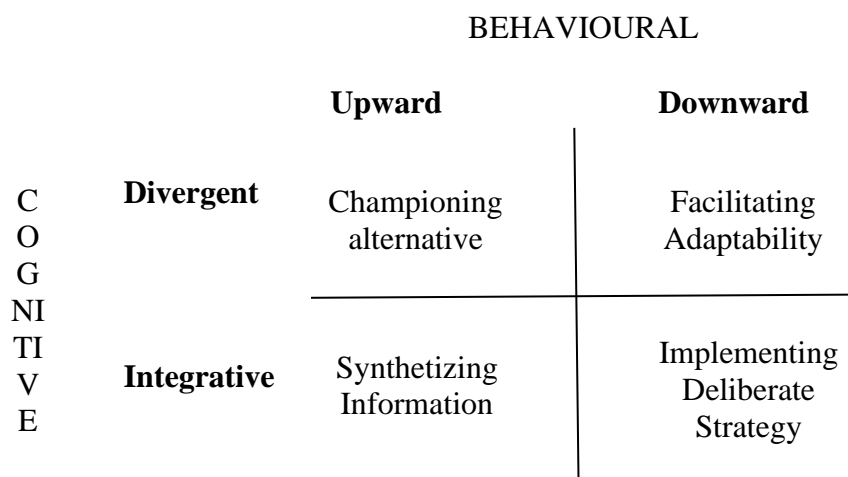 BEHAVIOURAL
Upward Downward
Divergent
Championing
alternative
Facilitating
Adaptability
C
O
G
NI
TI
V
E
Integrative
Synthetizing
Information
Implementing
Deliberate
Strategy